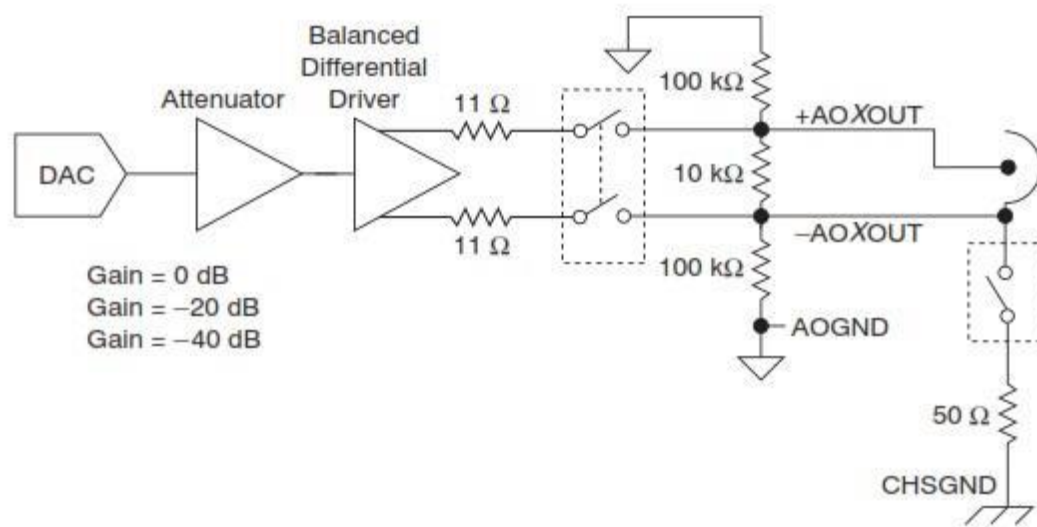 Balanced
Differential
Driver
Attenuator
11 Ω
100 kΩ
+AOXOUT
DAC
10 kΩ
11 Ω
–AOXOUT
100 kΩ
Gain = 0 dB
Gain = –20 dB
Gain = –40 dB
AOGND
50 Ω
CHSGND